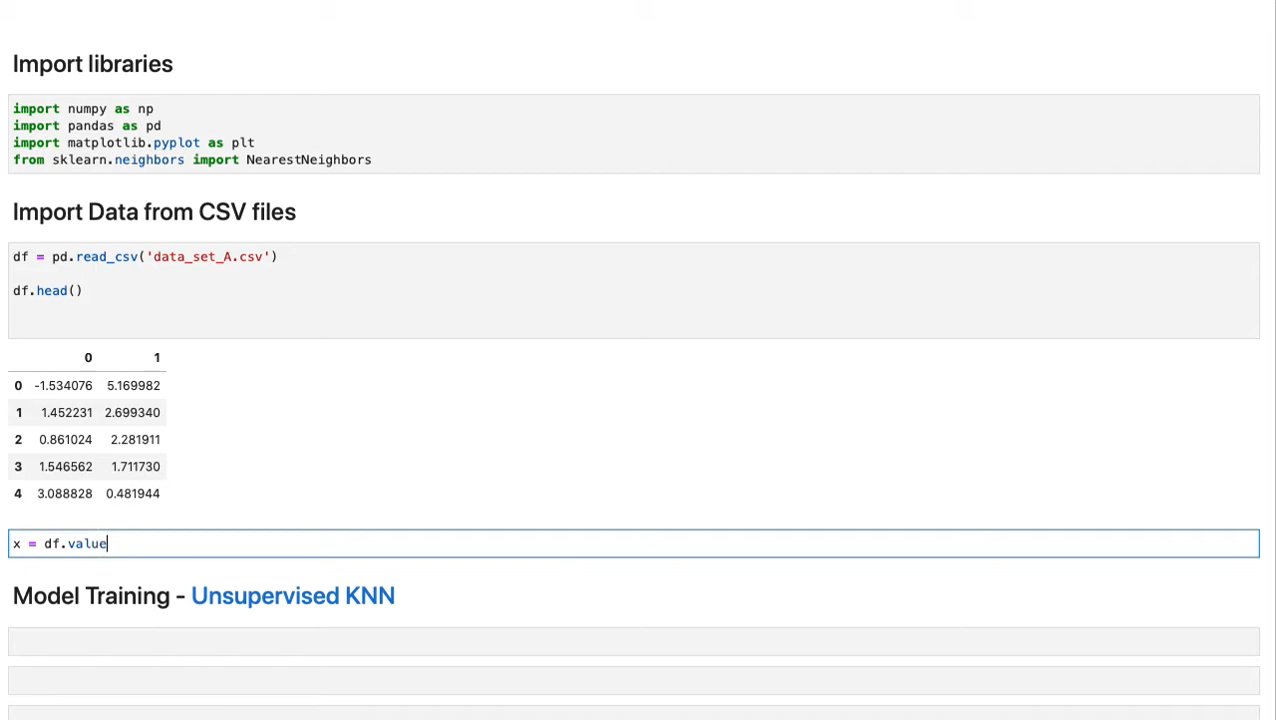 Import libraries
import numpy as np
import pandas as pd
import matplotlib.pyplot as plt
from sklearn.neighbors import NearestNeighbors
Import Data from CSV files
df = pd.read_csv('data_set_A.csv')
df.head()
0 1
0 -1.534076 5.169982
1 1.452231 2.699340
2 0.861024 2.281911
3 1.546562 1.711730
4 3.088828 0.481944
x = df.value
Model Training - Unsupervised KNN